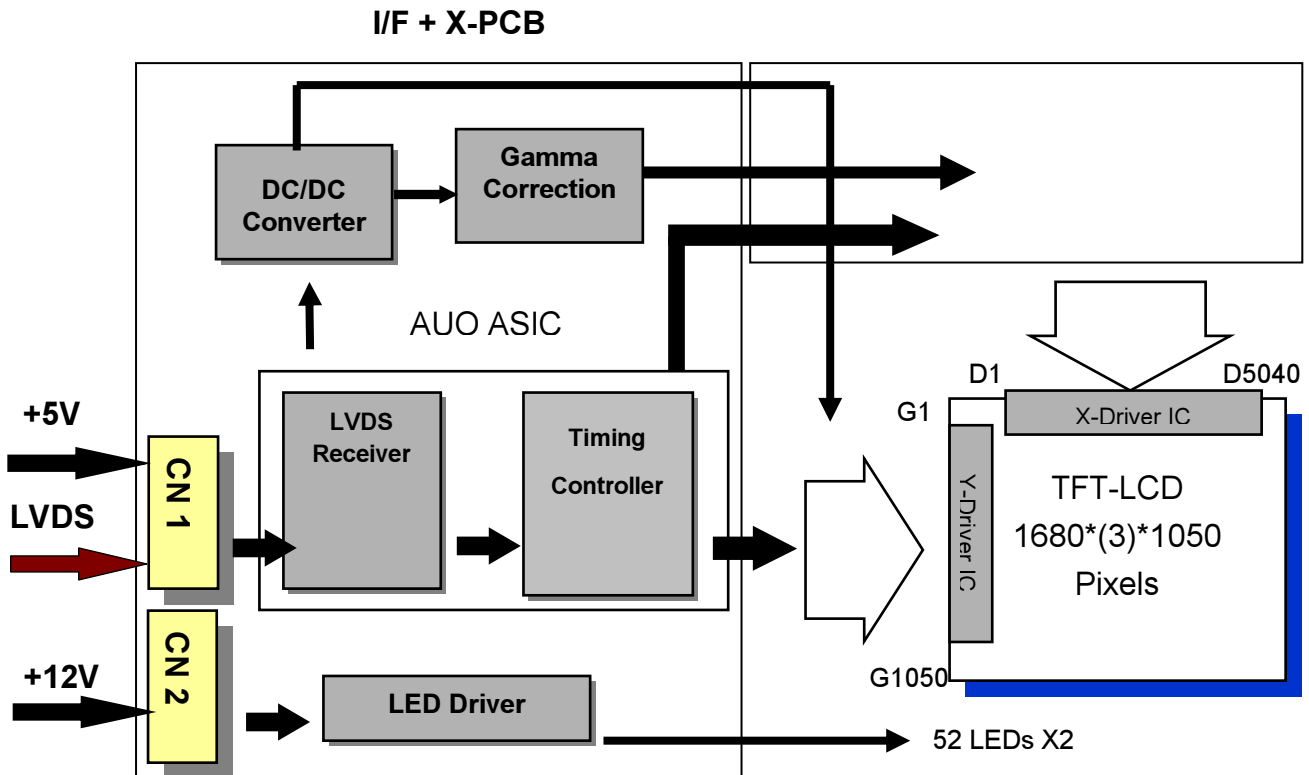 I/F + X-PCB
DC/DC
Converter
Gamma
Correction
AUO ASIC
D1
D5040
+5V
G1
X-Driver IC
LVDS
Receiver
Timing
Controller
CN 1
LVDS
Y-Driver IC
TFT-LCD
1680*(3)*1050
Pixels
+12V
CN 2
G1050
LED Driver
52 LEDs X2